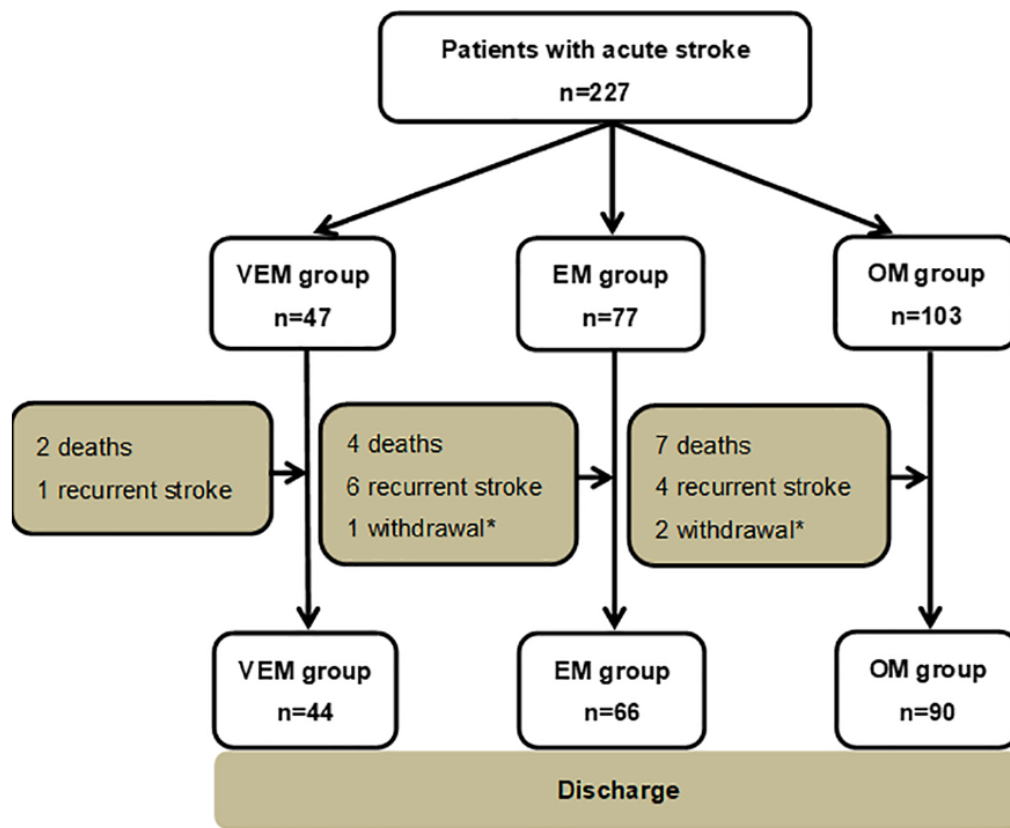 Patients with acute stroke
n=227
VEM group
n=47
EM group
n=77
OM group
n=103
2 deaths
1 recurrent stroke
4 deaths
6 recurrent stroke
1 withdrawal*
7 deaths
4 recurrent stroke
2 withdrawal*
VEM group
n=44
EM group
n=66
OM group
n=90
Discharge